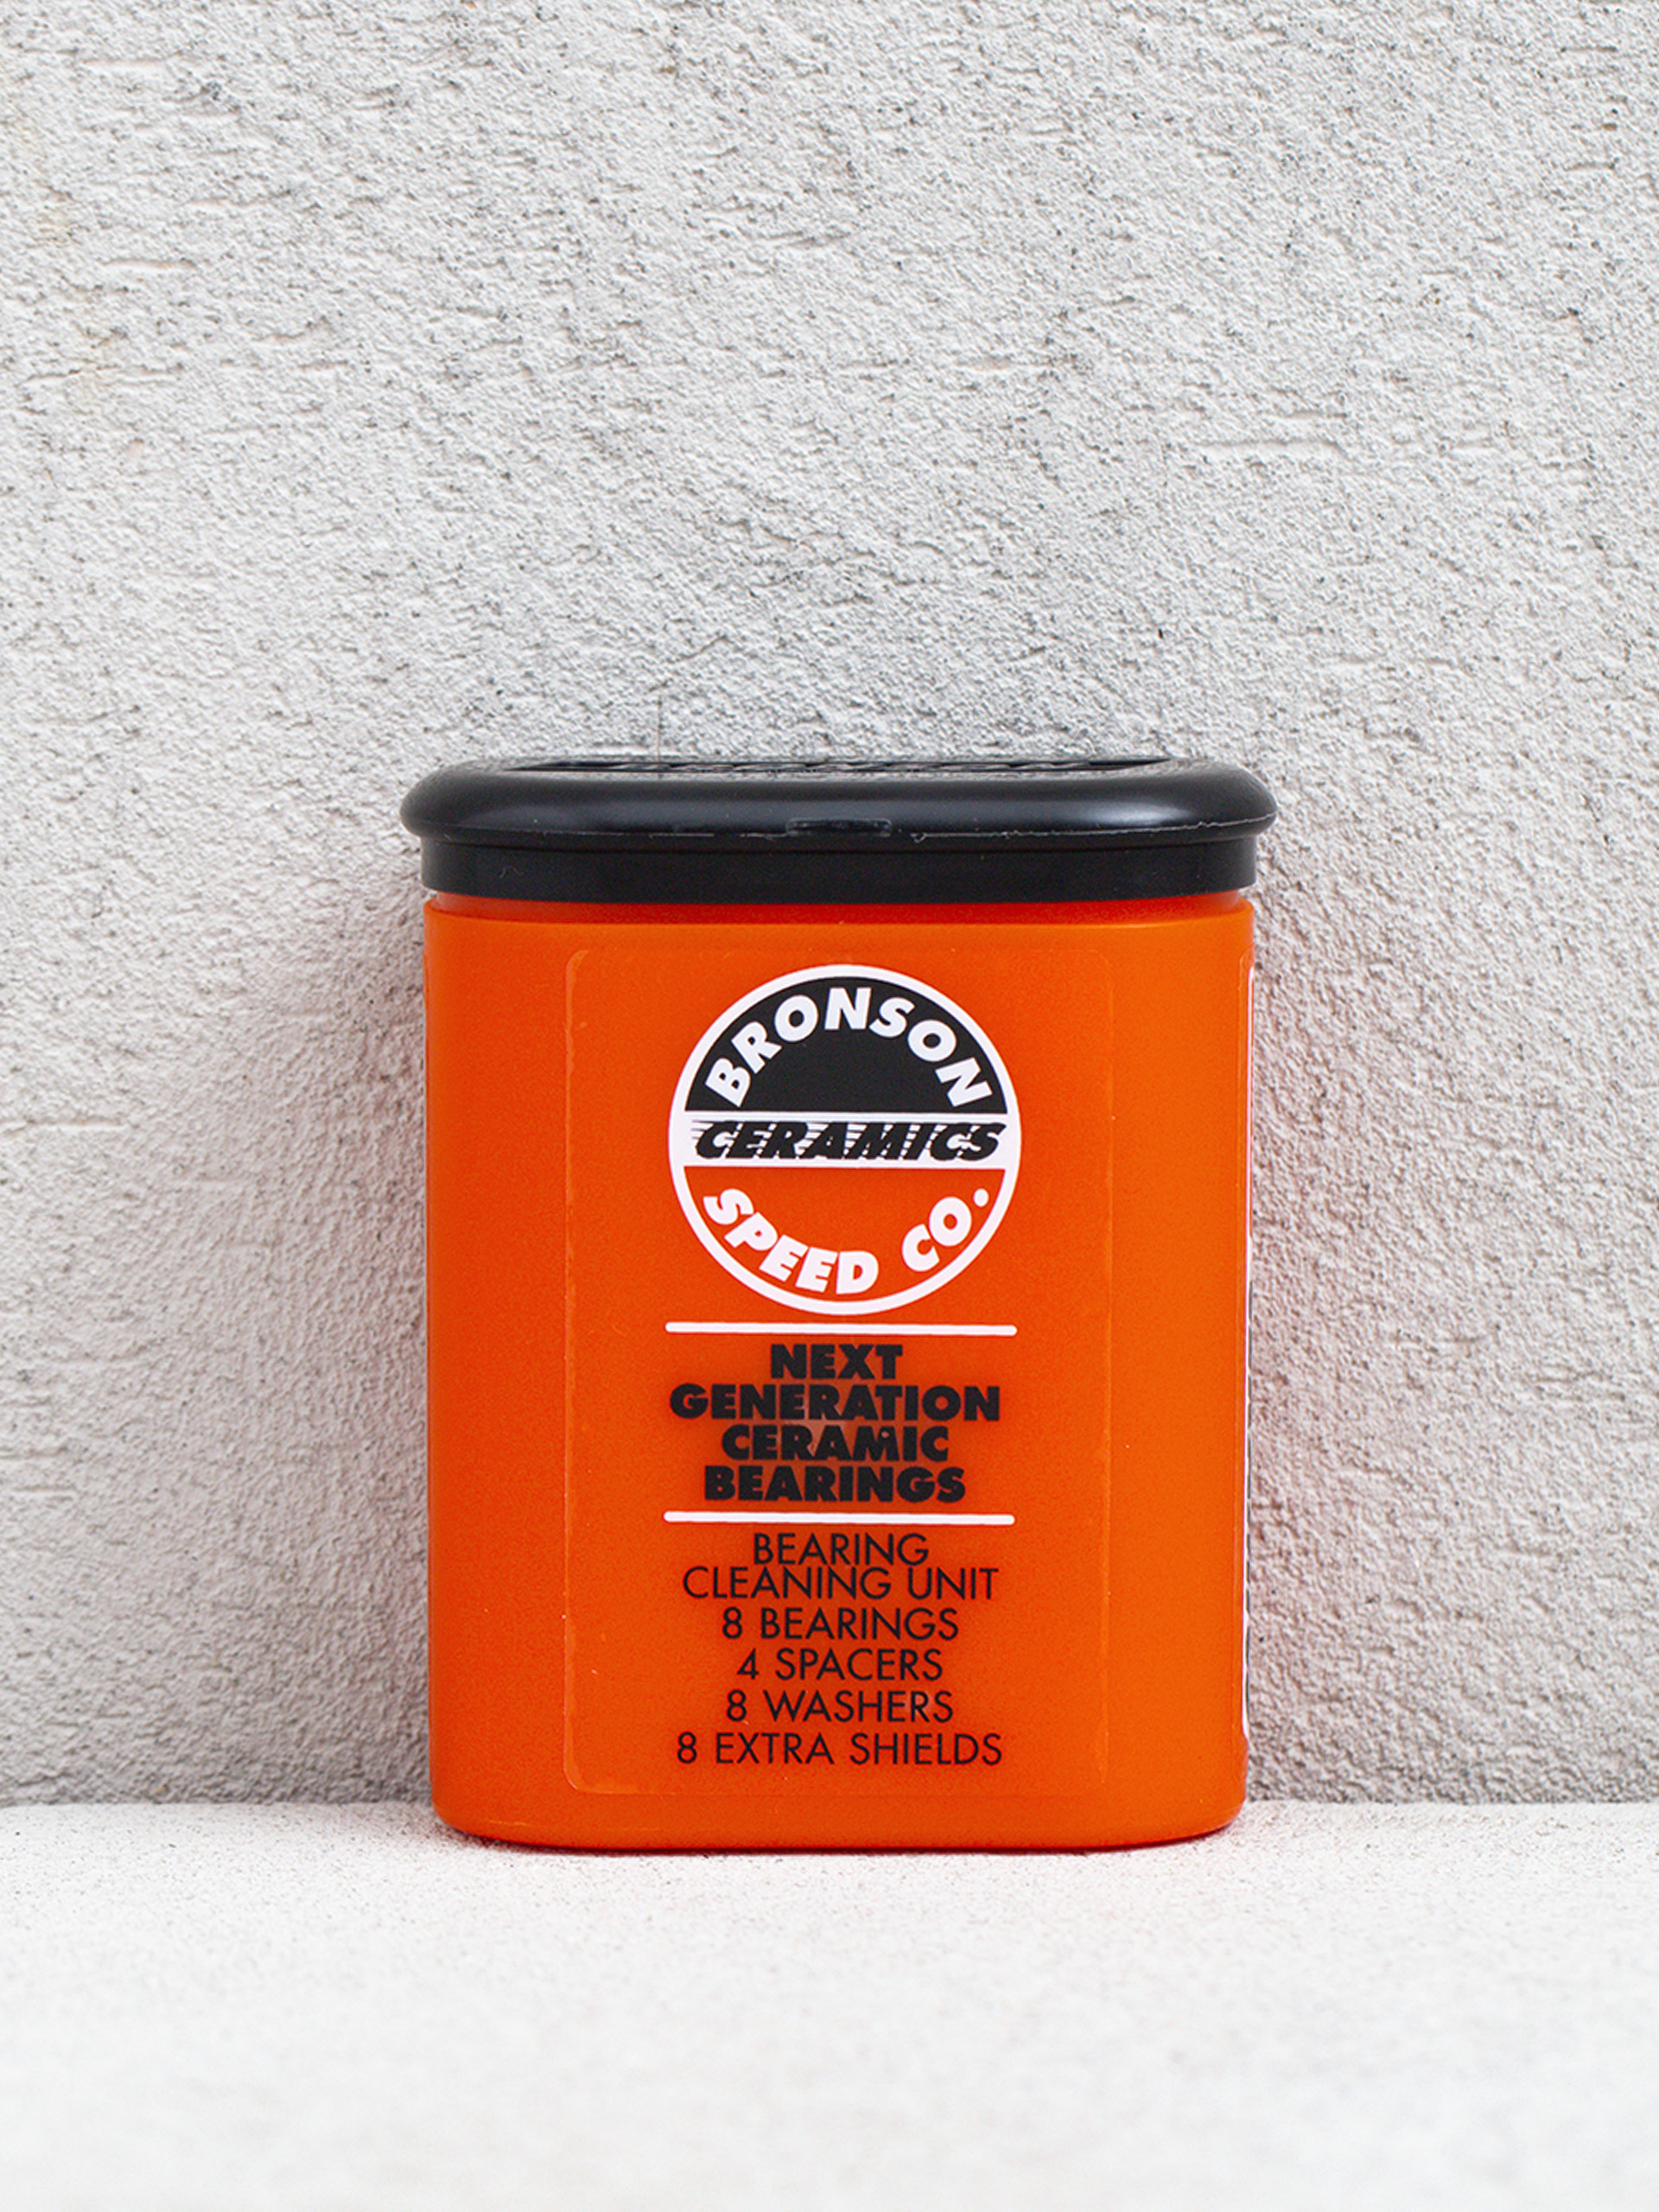 BRONSON
CERAMICS
SPEED CO.
NEXT
GENERATION
CERAMIC
BEARINGS
BEARING
CLEANING UNIT
8 BEARINGS
4 SPACERS
8 WASHERS
8 EXTRA SHIELDS